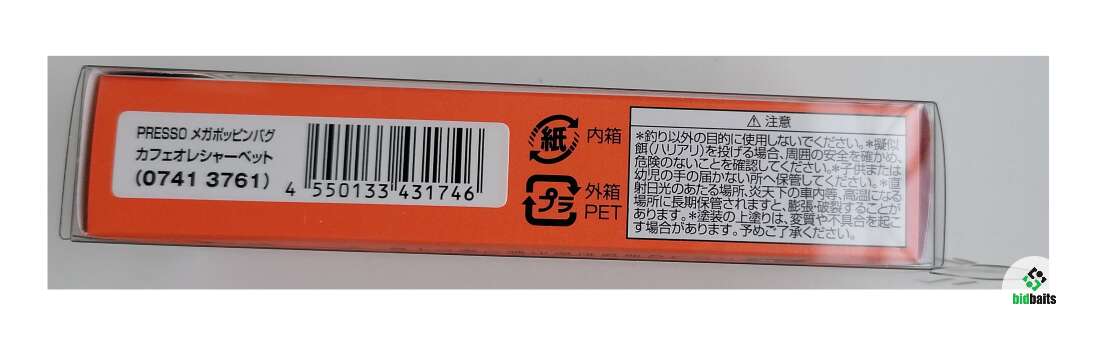 PRESSO メガポッピンバグ
カフェオレシャーベット
(0741 3761)
4 550133 431746
紙
内箱
プラ
外箱
PET
⚠注意
＊釣り以外の目的に使用しないでください。＊擬似
餌(ハリアリ)を投げる場合、周囲の安全を確かめ、
危険のないことを確認してください。＊子供または
幼児の手の届かない所へ保管してください。＊直
射日光のあたる場所、炎天下の車内等、高温になる
場所に長期保管されますと、膨張・破裂することが
あります。＊塗装の上塗りは、変質や不具合を起こ
す場合があります。予めご了承ください。
bidbaits